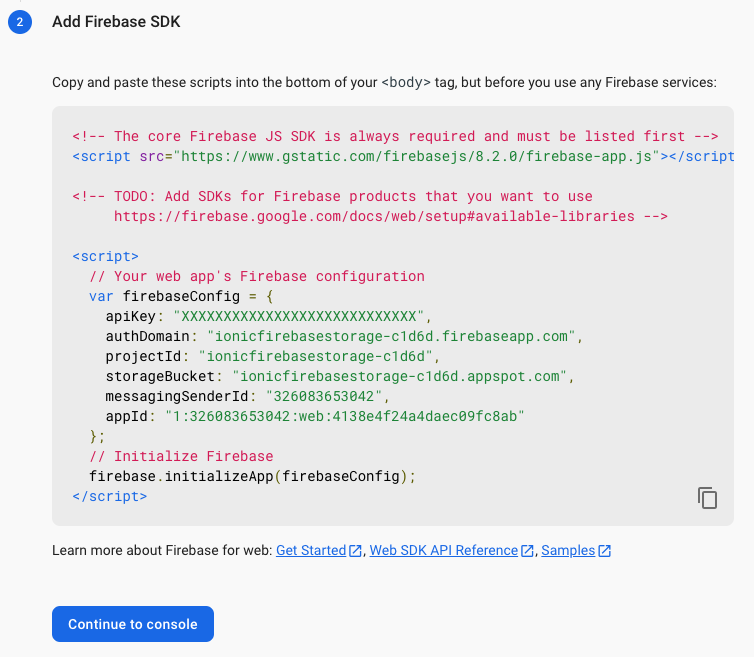 2 Add Firebase SDK
Copy and paste these scripts into the bottom of your <body> tag, but before you use any Firebase services:
<!-- The core Firebase JS SDK is always required and must be listed first -->
<script src="https://www.gstatic.com/firebasejs/8.2.0/firebase-app.js"></script
<!-- TODO: Add SDKs for Firebase products that you want to use
     https://firebase.google.com/docs/web/setup#available-libraries -->
<script>
  // Your web app's Firebase configuration
  var firebaseConfig = {
    apiKey: "XXXXXXXXXXXXXXXXXXXXXXXXXXXX",
    authDomain: "ionicfirebasestorage-c1d6d.firebaseapp.com",
    projectId: "ionicfirebasestorage-c1d6d",
    storageBucket: "ionicfirebasestorage-c1d6d.appspot.com",
    messagingSenderId: "326083653042",
    appId: "1:326083653042:web:4138e4f24a4daec09fc8ab"
  };
  // Initialize Firebase
  firebase.initializeApp(firebaseConfig);
</script>
Learn more about Firebase for web: Get Started, Web SDK API Reference, Samples
Continue to console